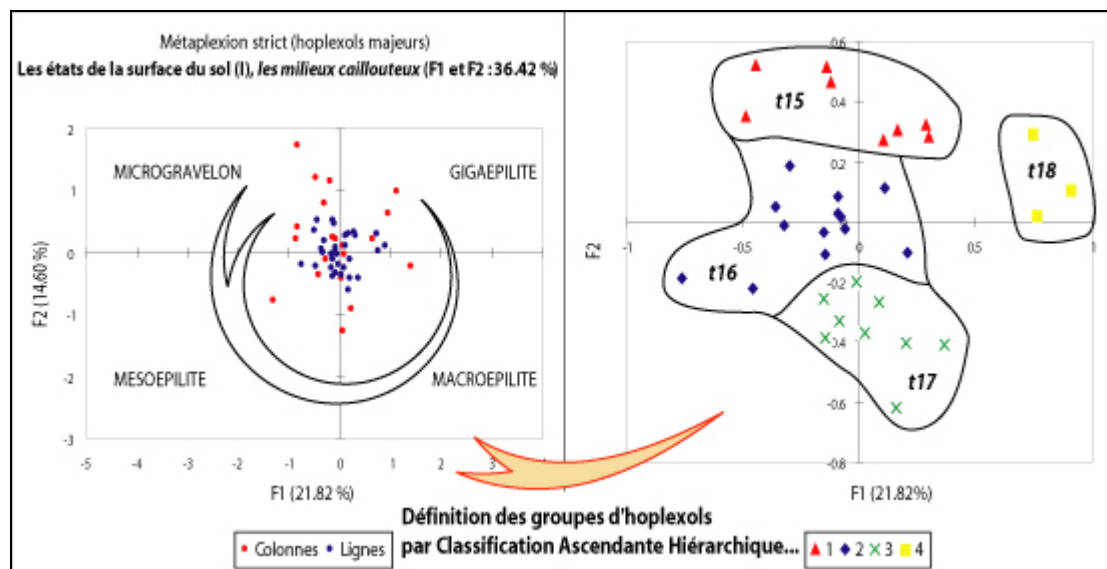 Métaplexion strict (hoplexols majeurs)
Les états de la surface du sol (I), les milieux caillouteux (F1 et F2 : 36.42 %)
2
MICROGRAVELON
GIGAEPILITE
1
0
F2 (14.60 %)
-1
MESOEPILITE
MACROEPILITE
-2
-3
-5
-4
-3
-2
-1
0
1
2
3
F1 (21.82 %)
Colonnes
Lignes
0.6
t15
0.4
0.2
t18
-1
-0.5
0
0.5
1
F2
t16
-0.2
-0.4
t17
-0.6
-0.8
F1 (21.82%)
Définition des groupes d'hoplexols
par Classification Ascendante Hiérarchique...
1
2
3
4